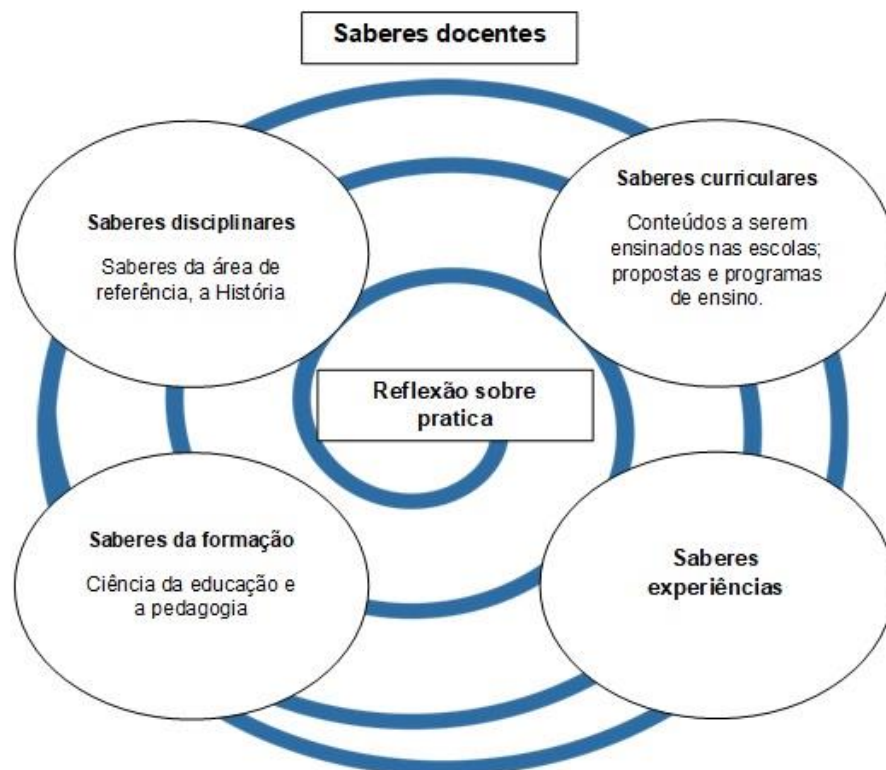 Saberes docentes
Saberes disciplinares
Saberes da área de
referência, a História
Saberes curriculares
Conteúdos a serem
ensinados nas escolas;
propostas e programas
de ensino.
Reflexão sobre
pratica
Saberes da formação
Ciência da educação e
a pedagogia
Saberes
experiências